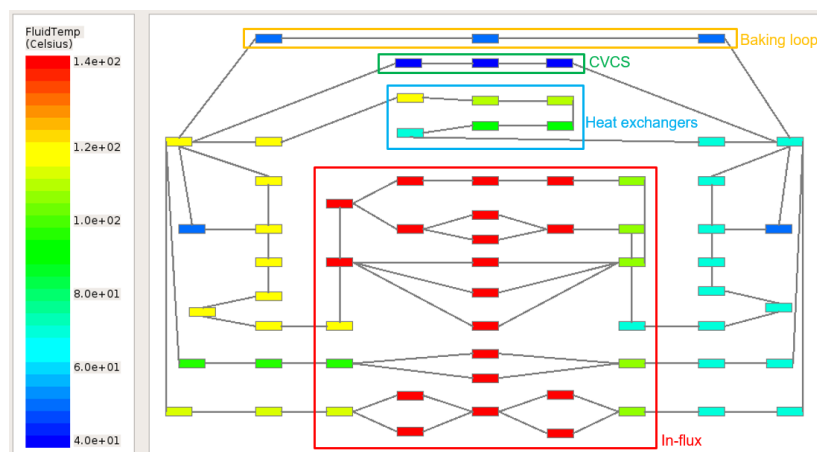 FluidTemp
(Celsius)
1.4e+02
1.2e+02
1.0e+02
8.0e+01
6.0e+01
4.0e+01
Baking loop
CVCS
Heat exchangers
In-flux